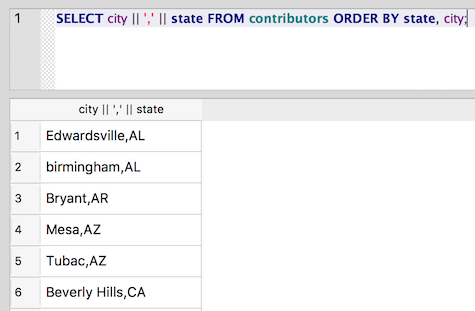 1 SELECT city || ',' || state FROM contributors ORDER BY state, city;
city || ',' || state
1 Edwardsville,AL
2 birmingham,AL
3 Bryant,AR
4 Mesa,AZ
5 Tubac,AZ
6 Beverly Hills,CA